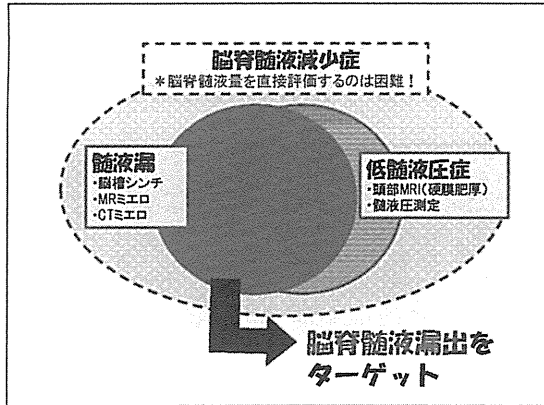 脳脊髄液減少症
＊脳脊髄液量を直接評価するのは困難！
髄液漏
・脳槽シンチ
・MRミエロ
・CTミエロ
低髄液圧症
・頭部MRI(硬膜肥厚)
・髄液圧測定
脳脊髄液漏出を
ターゲット